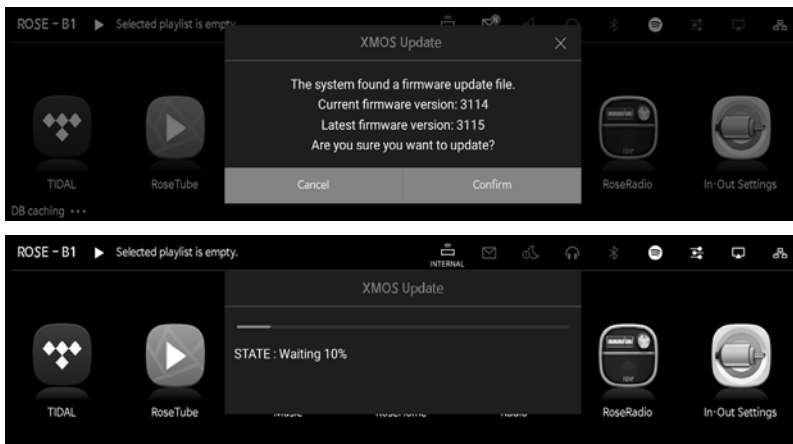 ROSE - B1 ▶ Selected playlist is empty.
XMOS Update
The system found a firmware update file.
Current firmware version: 3114
Latest firmware version: 3115
Are you sure you want to update?
Cancel Confirm
TIDAL RoseTube RoseRadio In-Out Settings
DB caching •••
ROSE - B1 ▶ Selected playlist is empty.
INTERNAL
XMOS Update
STATE : Waiting 10%
TIDAL RoseTube Music RoseHome Radio RoseRadio In-Out Settings